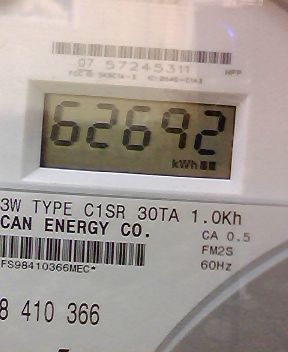 07 57245311
62692
kWh
3W TYPE C1SR 30TA 1.0Kh
CAN ENERGY CO.
CA 0.5
FM2S
60Hz
FS98410366MEC*
8 410 366